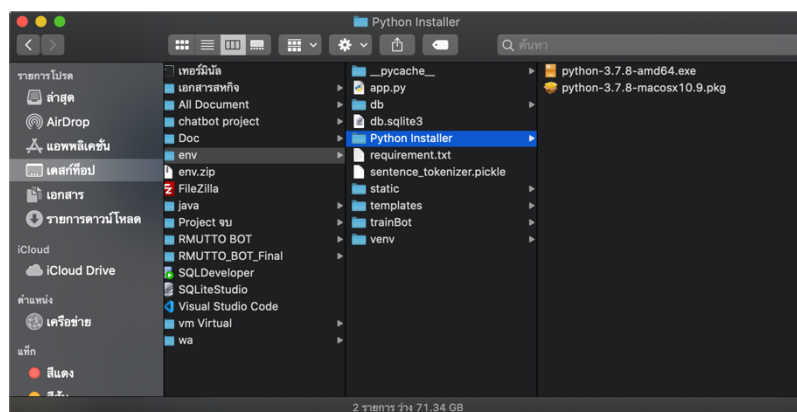 Python Installer
ค้นหา
รายการโปรด
ล่าสุด
AirDrop
แอพพลิเคชั่น
เดสก์ท็อป
เอกสาร
รายการดาวน์โหลด
iCloud
iCloud Drive
ตำแหน่ง
เครือข่าย
แท็ก
สีแดง
เทอร์มินัล
เอกสารสหกิจ
All Document
chatbot project
Doc
env
env.zip
FileZilla
java
Project จบ
RMUTTO BOT
RMUTTO_BOT_Final
SQLDeveloper
SQLiteStudio
Visual Studio Code
vm Virtual
wa
__pycache__
app.py
db
db.sqlite3
Python Installer
requirement.txt
sentence_tokenizer.pickle
static
templates
trainBot
venv
python-3.7.8-amd64.exe
python-3.7.8-macosx10.9.pkg
2 รายการ ว่าง 71.34 GB